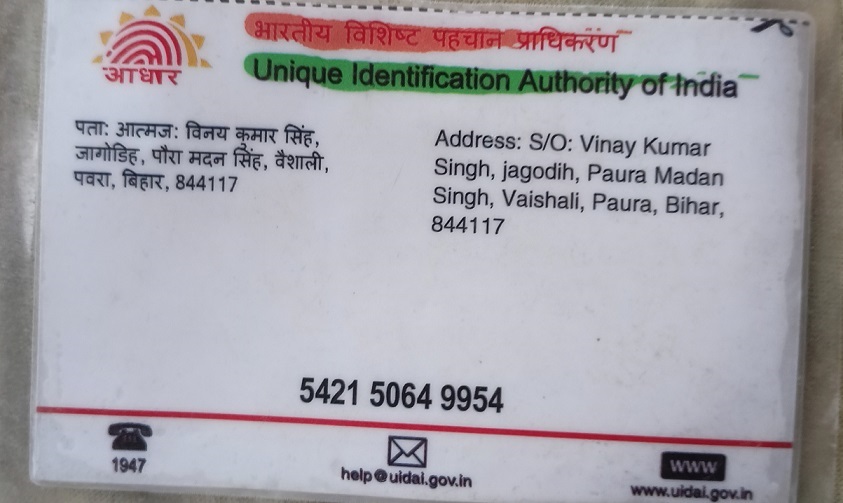 भारतीय विशिष्ट पहचान प्राधिकरण
Unique Identification Authority of India
आधार
पता: आत्मज: विनय कुमार सिंह,
जागोडिह, पौरा मदन सिंह, वैशाली,
पवरा, बिहार, 844117
Address: S/O: Vinay Kumar
Singh, jagodih, Paura Madan
Singh, Vaishali, Paura, Bihar,
844117
5421 5064 9954
1947
help@uidai.gov.in
www
www.uidai.gov.in